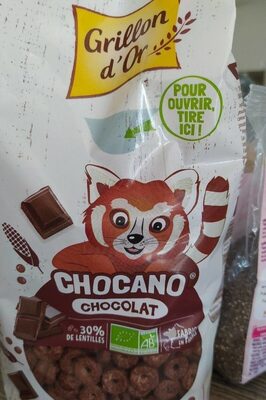 Grillon
d'Or
POUR
OUVRIR,
TIRE
ICI !
CHOCANO
CHOCOLAT
30%
DE LENTILLES
AB